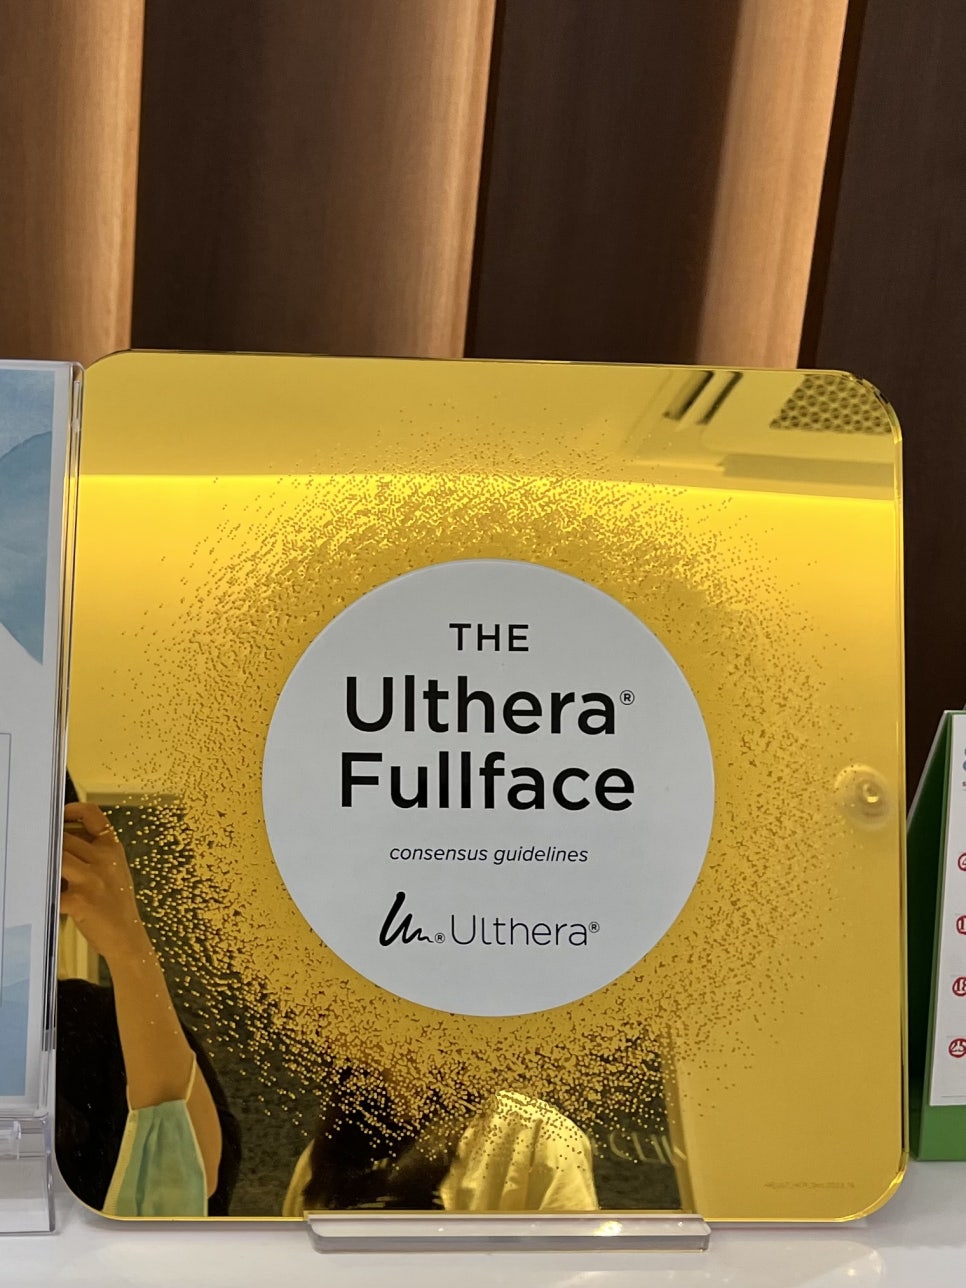 THE
Ulthera®
Fullface
consensus guidelines
® Ulthera®